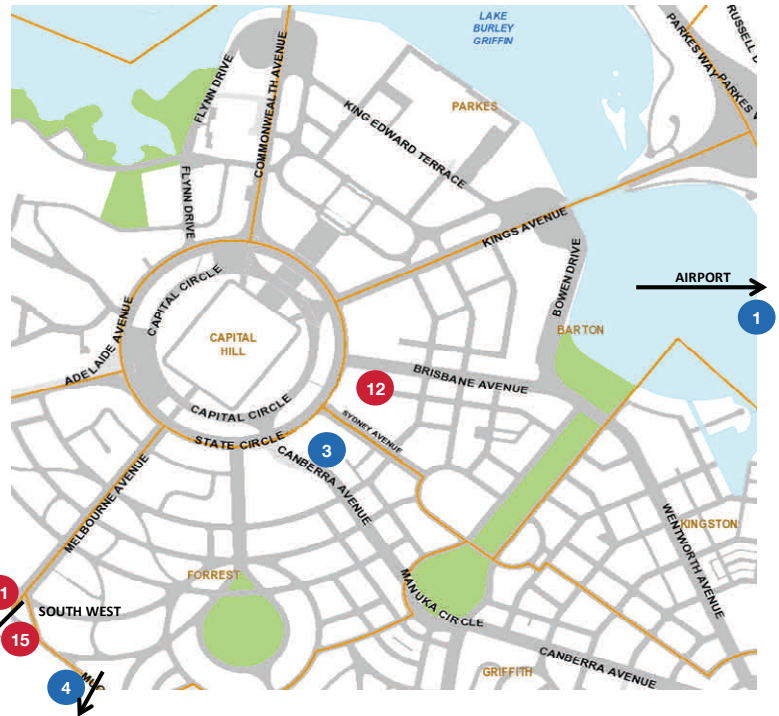 LAKE
BURLEY
GRIFFIN
PARKES WAY
PARKES
FLYNN DRIVE
COMMONWEALTH AVENUE
KING EDWARD TERRACE
PARKES
FLYNN DRIVE
KINGS AVENUE
BOWEN DRIVE
CAPITAL CIRCLE
AIRPORT
1
ADELAIDE AVENUE
CAPITAL
HILL
BARTON
12
BRISBANE AVENUE
CAPITAL CIRCLE
SYDNEY AVENUE
STATE CIRCLE
3
CANBERRA AVENUE
MELBOURNE AVENUE
WENTWORTH AVENUE
KINGSTON
FORREST
MANUKA CIRCLE
1
SOUTH WEST
15
CANBERRA AVENUE
GRIFFITH
4